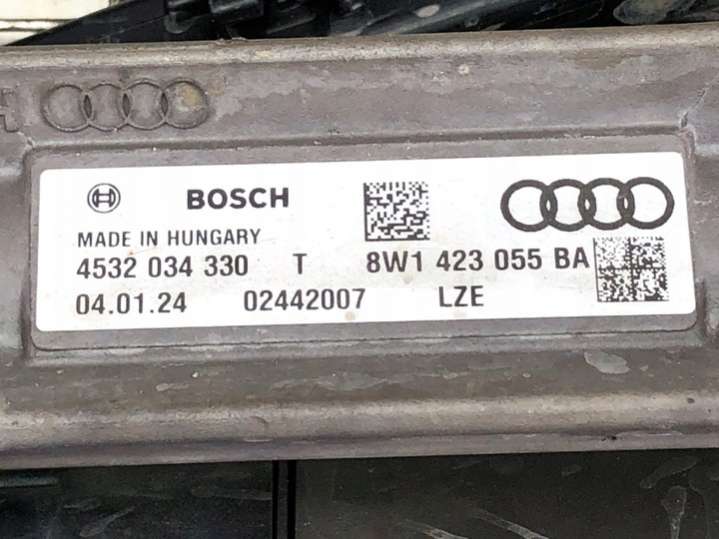 BOSCH
MADE IN HUNGARY
4532 034 330 T 8W1 423 055 BA
04.01.24 02442007 LZE